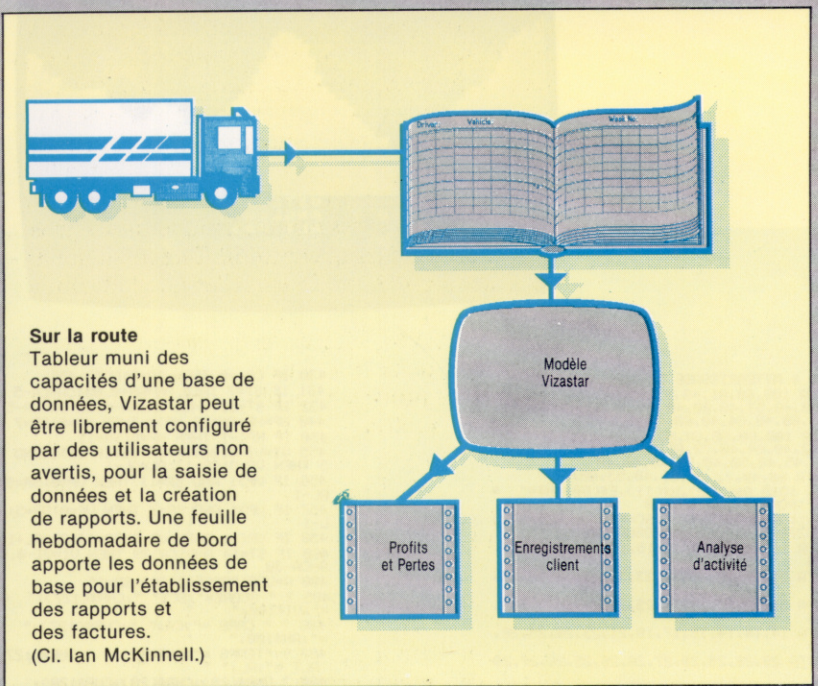 Driver
Vehicle
Week No.
Sur la route
Tableur muni des
capacités d'une base de
données, Vizastar peut
être librement configuré
par des utilisateurs non
avertis, pour la saisie de
données et la création
de rapports. Une feuille
hebdomadaire de bord
apporte les données de
base pour l'établissement
des rapports et
des factures.
(Cl. Ian McKinnell.)
Modèle
Vizastar
Profits
et Pertes
Enregistrements
client
Analyse
d'activité